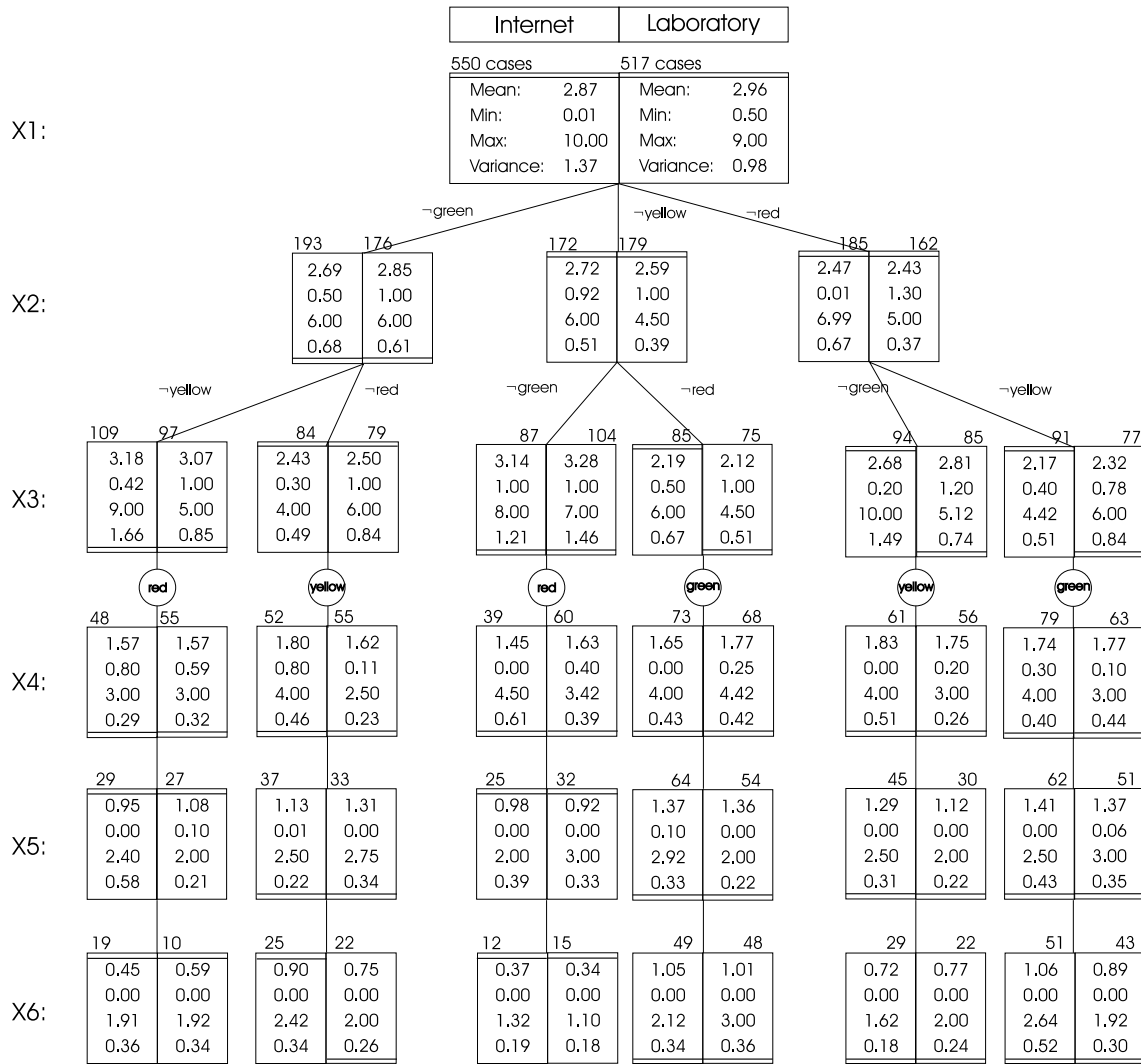 Internet Laboratory
550 cases 517 cases
X1:
Mean: 2.87 Mean: 2.96
Min: 0.01 Min: 0.50
Max: 10.00 Max: 9.00
Variance: 1.37 Variance: 0.98
¬green ¬yellow ¬red
193 176 172 179 185 162
X2:
2.69 2.85 2.72 2.59 2.47 2.43
0.50 1.00 0.92 1.00 0.01 1.30
6.00 6.00 6.00 4.50 6.99 5.00
0.68 0.61 0.51 0.39 0.67 0.37
¬yellow ¬red ¬green ¬red ¬green ¬yellow
109 97 84 79 87 104 85 75 94 85 91 77
X3:
3.18 3.07 2.43 2.50 3.14 3.28 2.19 2.12 2.68 2.81 2.17 2.32
0.42 1.00 0.30 1.00 1.00 1.00 0.50 1.00 0.20 1.20 0.40 0.78
9.00 5.00 4.00 6.00 8.00 7.00 6.00 4.50 10.00 5.12 4.42 6.00
1.66 0.85 0.49 0.84 1.21 1.46 0.67 0.51 1.49 0.74 0.51 0.84
red yellow red green yellow green
48 55 52 55 39 60 73 68 61 56 79 63
X4:
1.57 1.57 1.80 1.62 1.45 1.63 1.65 1.77 1.83 1.75 1.74 1.77
0.80 0.59 0.80 0.11 0.00 0.40 0.00 0.25 0.00 0.20 0.30 0.10
3.00 3.00 4.00 2.50 4.50 3.42 4.00 4.42 4.00 3.00 4.00 3.00
0.29 0.32 0.46 0.23 0.61 0.39 0.43 0.42 0.51 0.26 0.40 0.44
29 27 37 33 25 32 64 54 45 30 62 51
X5:
0.95 1.08 1.13 1.31 0.98 0.92 1.37 1.36 1.29 1.12 1.41 1.37
0.00 0.10 0.01 0.00 0.00 0.00 0.10 0.00 0.00 0.00 0.00 0.06
2.40 2.00 2.50 2.75 2.00 3.00 2.92 2.00 2.50 2.00 2.50 3.00
0.58 0.21 0.22 0.34 0.39 0.33 0.33 0.22 0.31 0.22 0.43 0.35
19 10 25 22 12 15 49 48 29 22 51 43
X6:
0.45 0.59 0.90 0.75 0.37 0.34 1.05 1.01 0.72 0.77 1.06 0.89
0.00 0.00 0.00 0.00 0.00 0.00 0.00 0.00 0.00 0.00 0.00 0.00
1.91 1.92 2.42 2.00 1.32 1.10 2.12 3.00 1.62 2.00 2.64 1.92
0.36 0.34 0.34 0.26 0.19 0.18 0.34 0.36 0.18 0.24 0.52 0.30